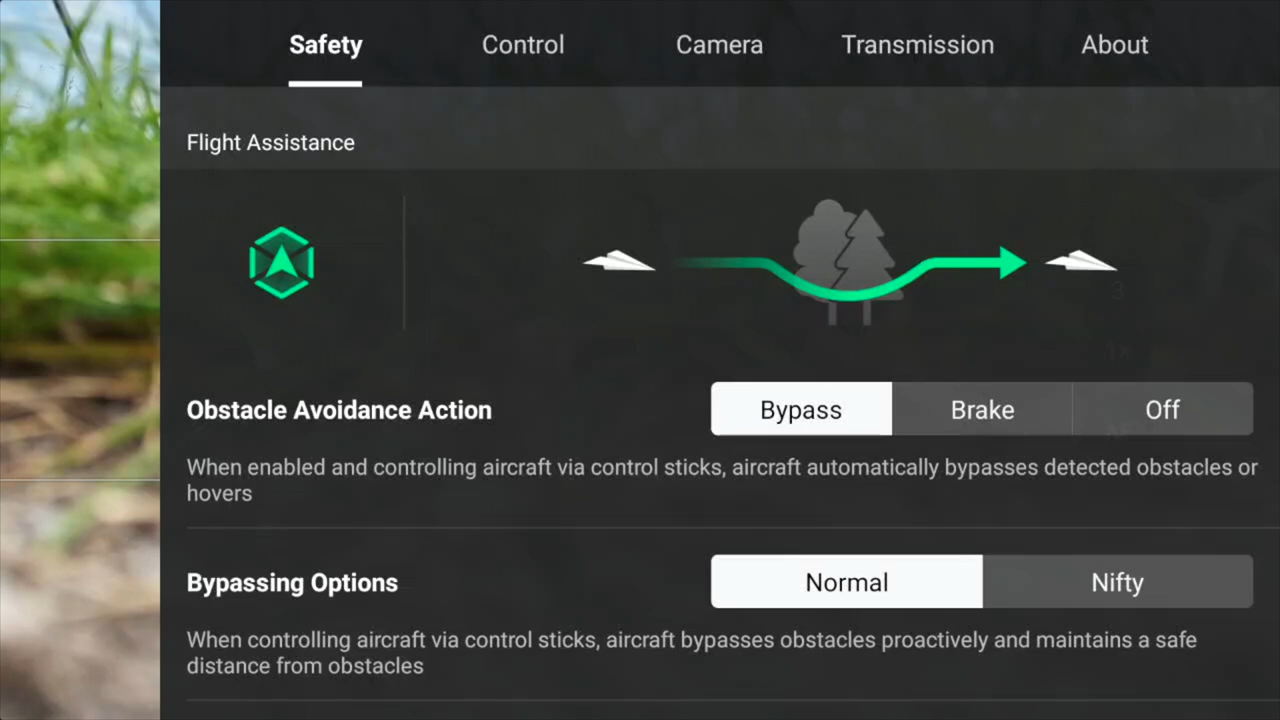 Safety Control Camera Transmission About
Flight Assistance
Obstacle Avoidance Action Bypass Brake Off
When enabled and controlling aircraft via control sticks, aircraft automatically bypasses detected obstacles or
hovers
Bypassing Options Normal Nifty
When controlling aircraft via control sticks, aircraft bypasses obstacles proactively and maintains a safe
distance from obstacles